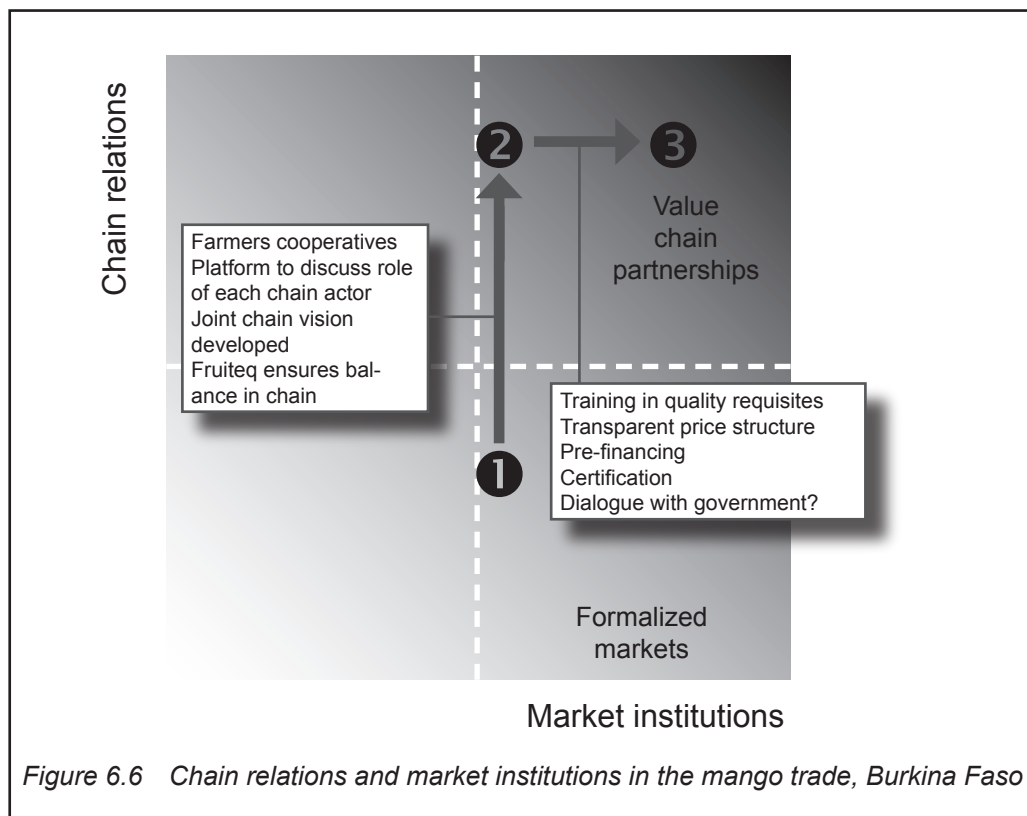 Chain relations
2
3
Value
chain
partnerships
Farmers cooperatives
Platform to discuss role
of each chain actor
Joint chain vision
developed
Fruiteq ensures bal-
ance in chain
Training in quality requisites
Transparent price structure
Pre-financing
Certification
Dialogue with government?
1
Formalized
markets
Market institutions
Figure 6.6 Chain relations and market institutions in the mango trade, Burkina Faso